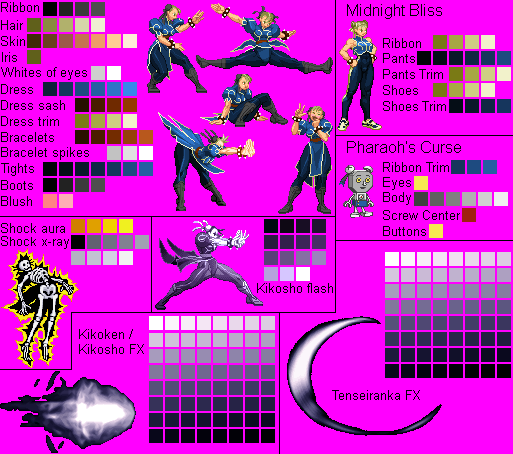 Ribbon
Hair
Skin
Iris
Whites of eyes
Dress
Dress sash
Dress trim
Bracelets
Bracelet spikes
Tights
Boots
Blush
Midnight Bliss
Ribbon
Pants
Pants Trim
Shoes
Shoes Trim
Pharaoh's Curse
Ribbon Trim
Eyes
Body
Screw Center
Buttons
Shock aura
Shock x-ray
Kikosho flash
Kikoken /
Kikosho FX
Tenseiranka FX